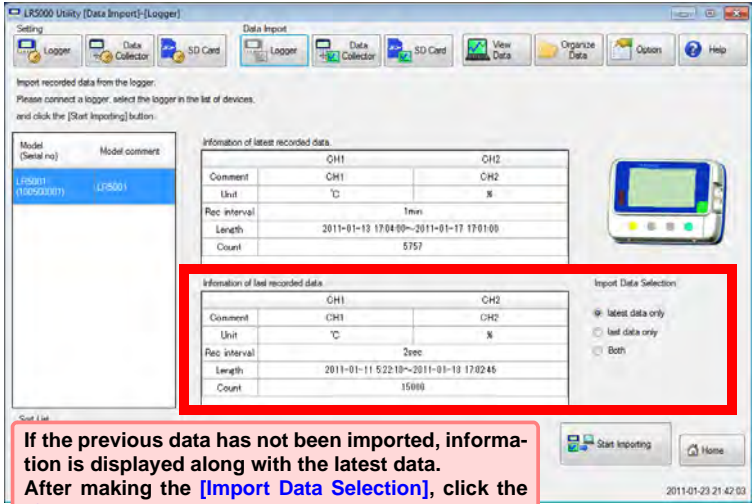 LR5000 Utility [Data Import]-[Logger]
Setting
Data Import
Logger
Data Collector
SD Card
Logger
Data Collector
SD Card
View Data
Organize Data
Option
Help
Import recorded data from the logger.
Please connect a logger, select the logger in the list of devices,
and click the [Start Importing] button.
Model
(Serial no)
Model comment
LR5001
(100500001)
LR5001
Infomation of latest recorded data.
CH1 CH2
Comment CH1 CH2
Unit ℃ %
Rec interval 1min
Length 2011-01-13 17:04:00～2011-01-17 17:01:00
Count 5757
Infomation of last recorded data.
CH1 CH2
Comment CH1 CH2
Unit ℃ %
Rec interval 2sec
Length 2011-01-11 5:22:10～2011-01-13 17:02:46
Count 15000
Import Data Selection
latest data only
last data only
Both
If the previous data has not been imported, informa-
tion is displayed along with the latest data.
After making the [Import Data Selection], click the
Start Importing
Home
2011-01-23 21:42:03